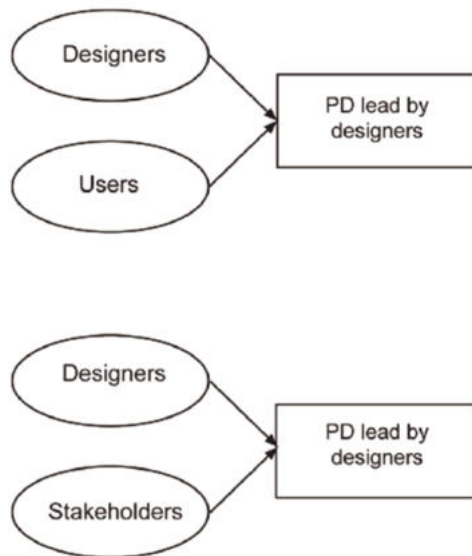 Designers
PD lead by
designers
Users
Designers
PD lead by
designers
Stakeholders